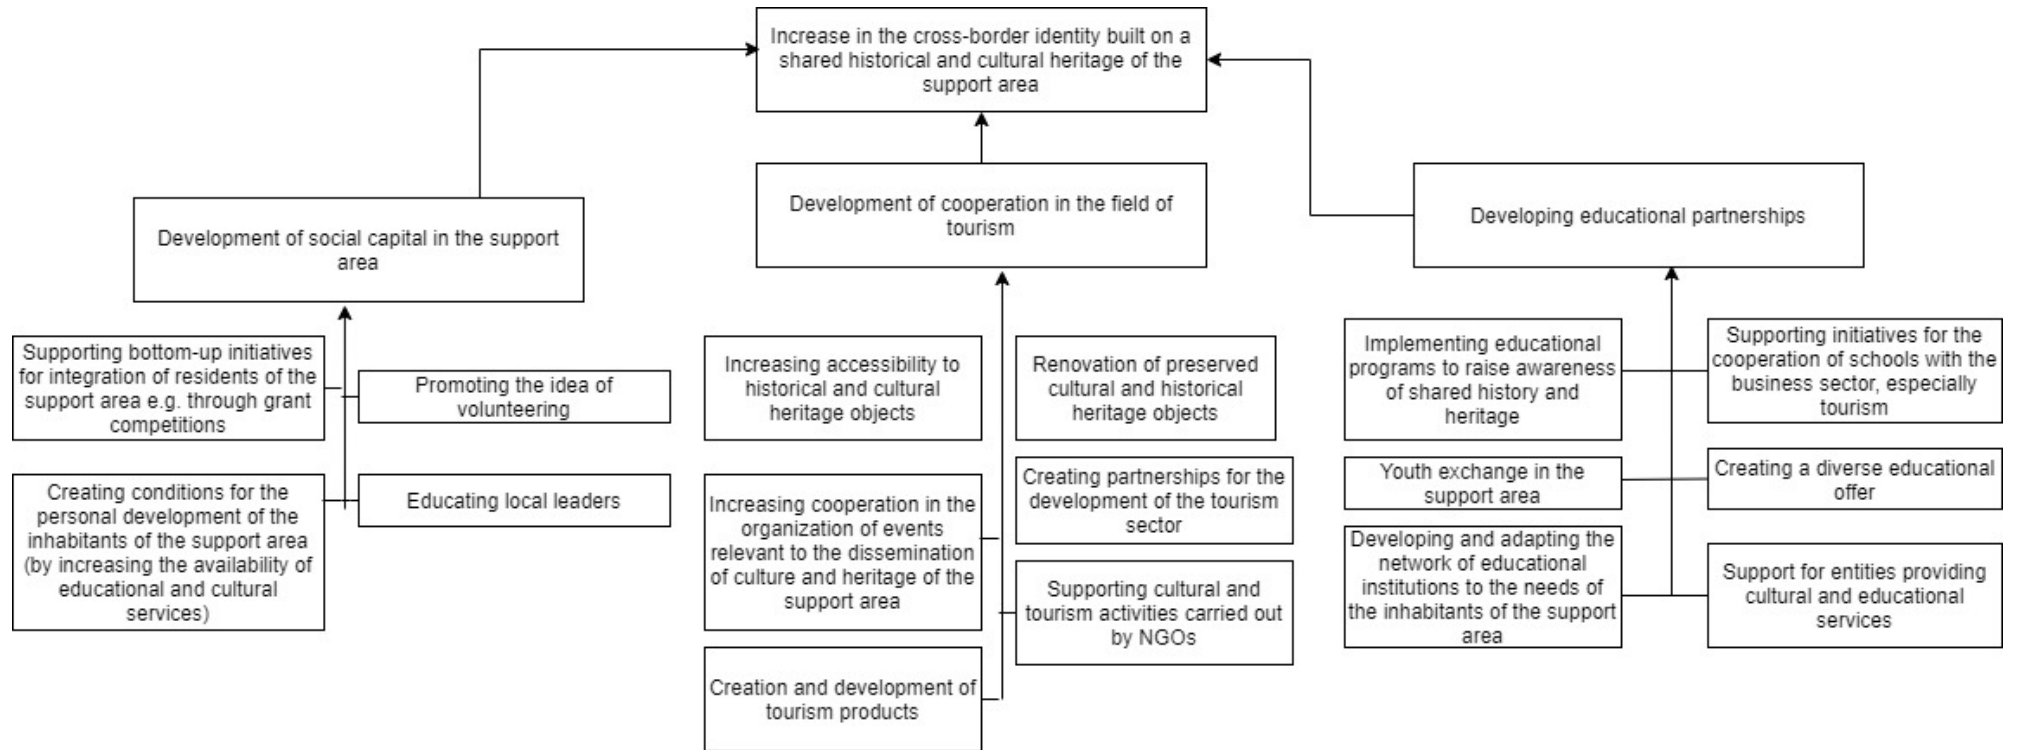 Increase in the cross-border identity built on a
shared historical and cultural heritage of the
support area
Development of social capital in the support
area
Development of cooperation in the field of
tourism
Developing educational partnerships
Supporting bottom-up initiatives
for integration of residents of the
support area e.g. through grant
competitions
Promoting the idea of
volunteering
Creating conditions for the
personal development of the
inhabitants of the support area
(by increasing the availability of
educational and cultural
services)
Educating local leaders
Increasing accessibility to
historical and cultural
heritage objects
Renovation of preserved
cultural and historical
heritage objects
Increasing cooperation in the
organization of events
relevant to the dissemination
of culture and heritage of the
support area
Creating partnerships for the
development of the tourism
sector
Supporting cultural and
tourism activities carried out
by NGOs
Creation and development of
tourism products
Implementing educational
programs to raise awareness
of shared history and
heritage
Supporting initiatives for the
cooperation of schools with the
business sector, especially
tourism
Youth exchange in the
support area
Creating a diverse educational
offer
Developing and adapting the
network of educational
institutions to the needs of
the inhabitants of the support
area
Support for entities providing
cultural and educational
services